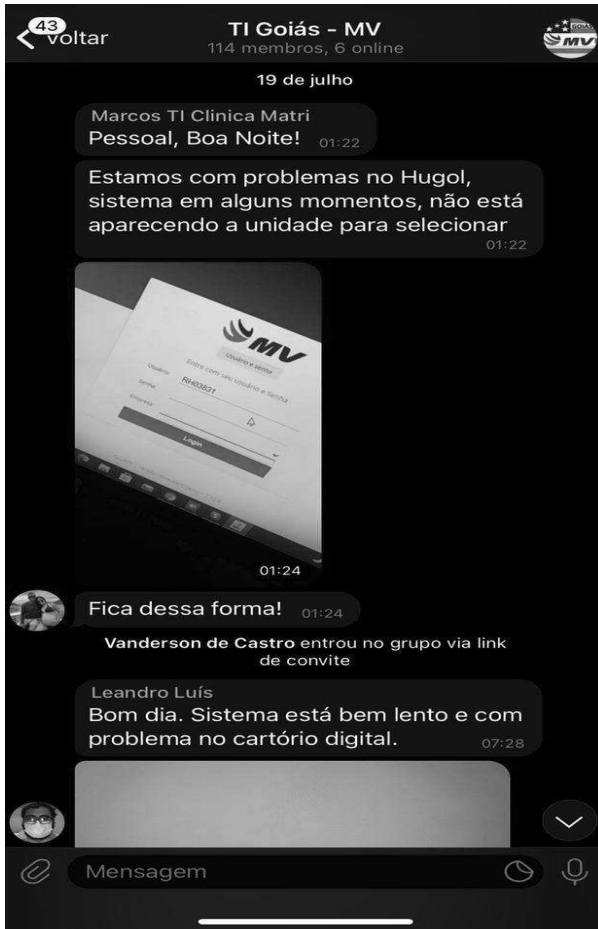 43
voltar
TI Goiás - MV
114 membros, 6 online
GOIÁS
MV
19 de julho
Marcos TI Clinica Matri
Pessoal, Boa Noite! 01:22
Estamos com problemas no Hugol,
sistema em alguns momentos, não está
aparecendo a unidade para selecionar
01:22
MV
Usuário e senha
Entre com seu usuário e senha
Usuário:
RH03831
Senha:
Empresa:
Login
01:24
Fica dessa forma! 01:24
Vanderson de Castro entrou no grupo via link
de convite
Leandro Luís
Bom dia. Sistema está bem lento e com
problema no cartório digital. 07:28
Mensagem